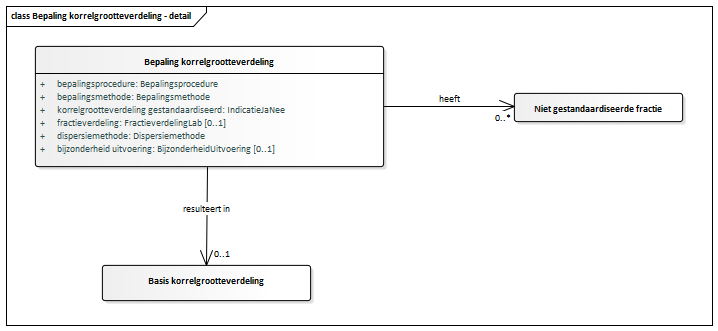 class Bepaling korrelgrootteverdeling - detail
Bepaling korrelgrootteverdeling
+ bepalingsprocedure: Bepalingsprocedure
+ bepalingsmethode: Bepalingsmethode
+ korrelgrootteverdeling gestandaardiseerd: IndicatieJaNee
+ fractieverdeling: FractieverdelingLab [0..1]
+ dispersiemethode: Dispersiemethode
+ bijzonderheid uitvoering: BijzonderheidUitvoering [0..1]
heeft
0..*
Niet gestandaardiseerde fractie
resulteert in
0..1
Basis korrelgrootteverdeling